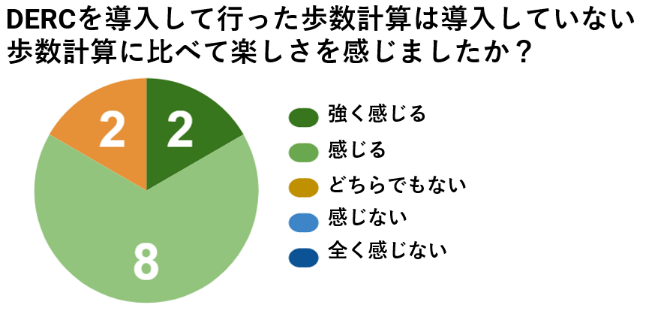 DERCを導入して行った歩数計算は導入していない
歩数計算に比べて楽しさを感じましたか？
2
2
8
強く感じる
感じる
どちらでもない
感じない
全く感じない